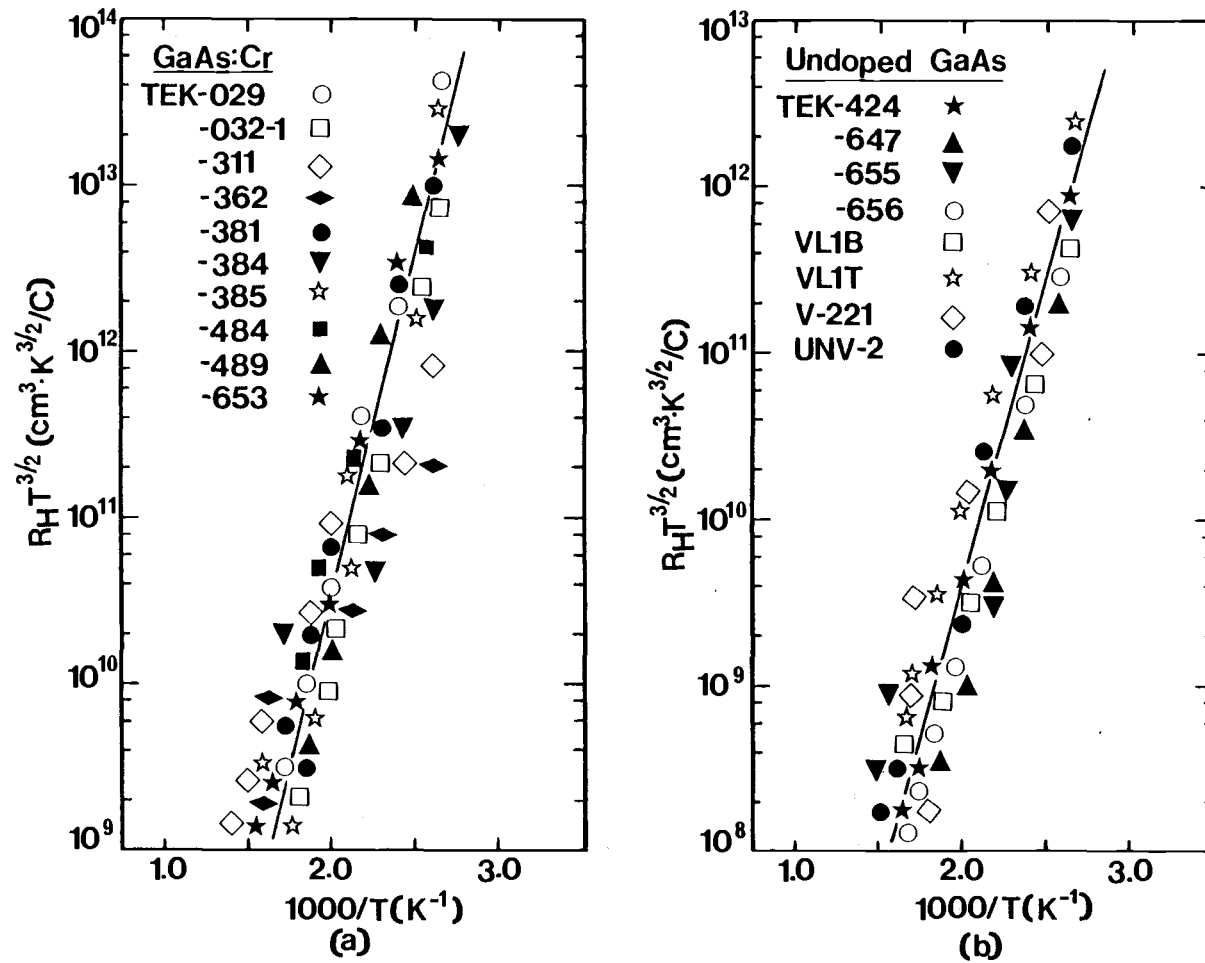 GaAs:Cr
TEK-029
-032-1
-311
-362
-381
-384
-385
-484
-489
-653
10^14
10^13
10^12
10^11
10^10
10^9
R_H T^3/2 (cm^3·K^3/2/C)
1.0 2.0 3.0
1000/T(K^-1)
(a)
Undoped GaAs
TEK-424
-647
-655
-656
VL1B
VL1T
V-221
UNV-2
10^13
10^12
10^11
10^10
10^9
10^8
R_H T^3/2 (cm^3·K^3/2/C)
1.0 2.0 3.0
1000/T(K^-1)
(b)